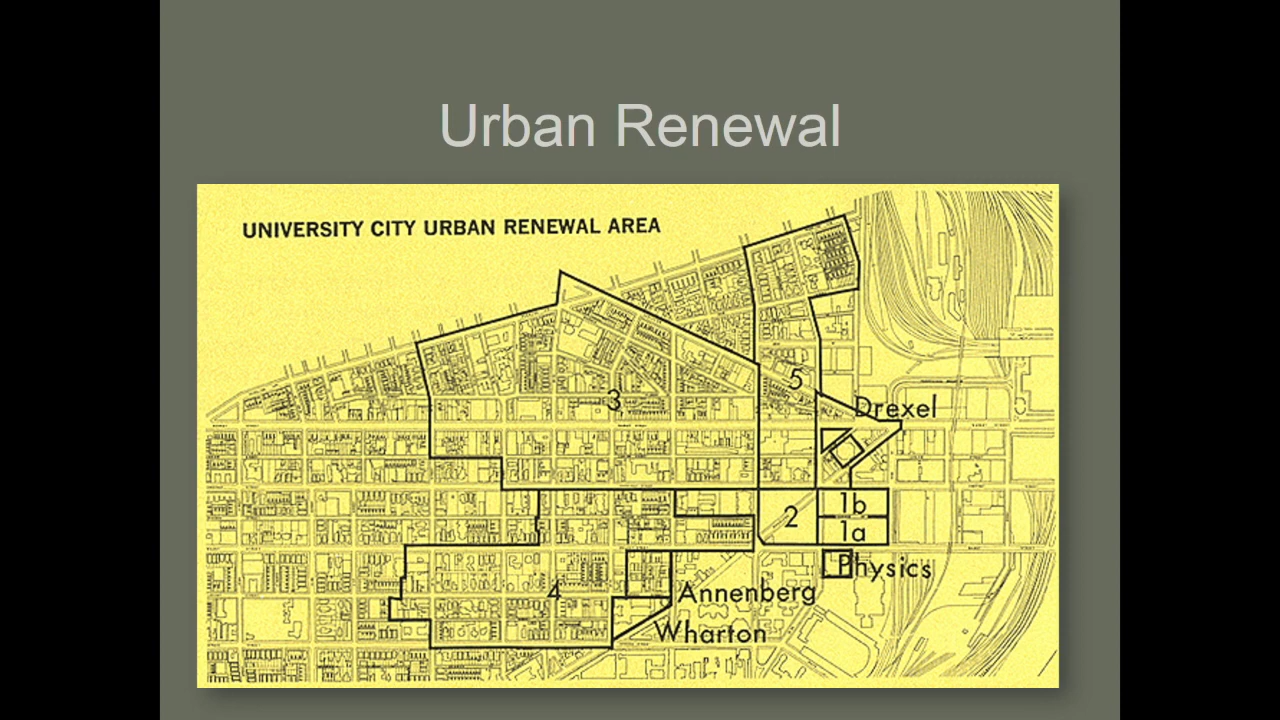 Urban Renewal
UNIVERSITY CITY URBAN RENEWAL AREA
3
5
Drexel
2
1b
1a
Physics
4
Annenberg
Wharton